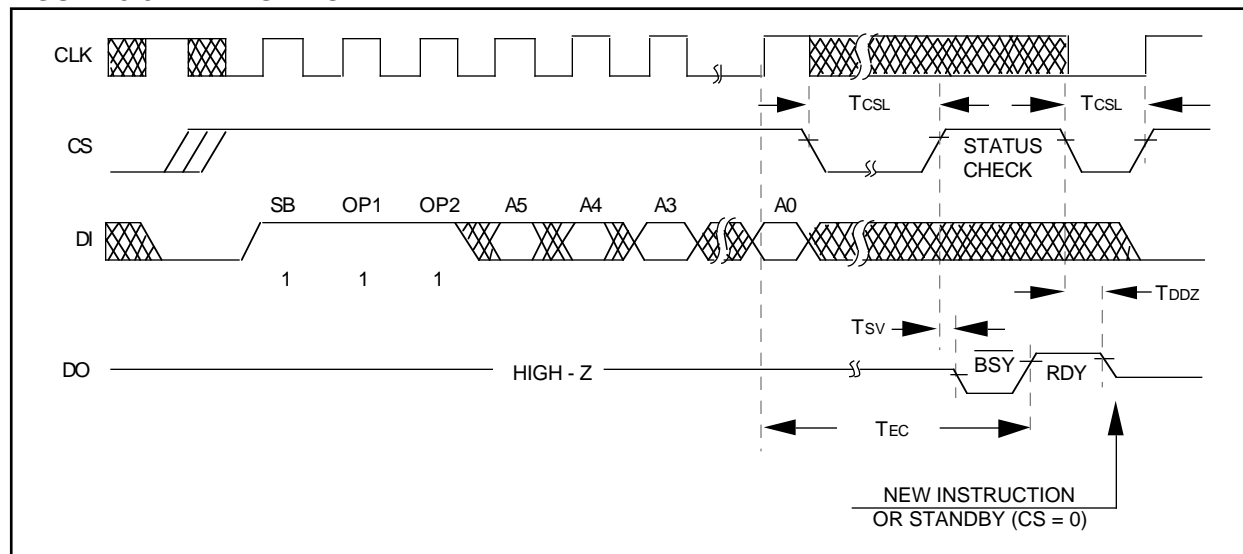 CLK
TCSL
TCSL
CS
STATUS
CHECK
SB OP1 OP2 A5 A4 A3 A0
DI
1 1 1
TDDZ
TSV
BSY
RDY
DO
HIGH - Z
TEC
NEW INSTRUCTION
OR STANDBY (CS = 0)